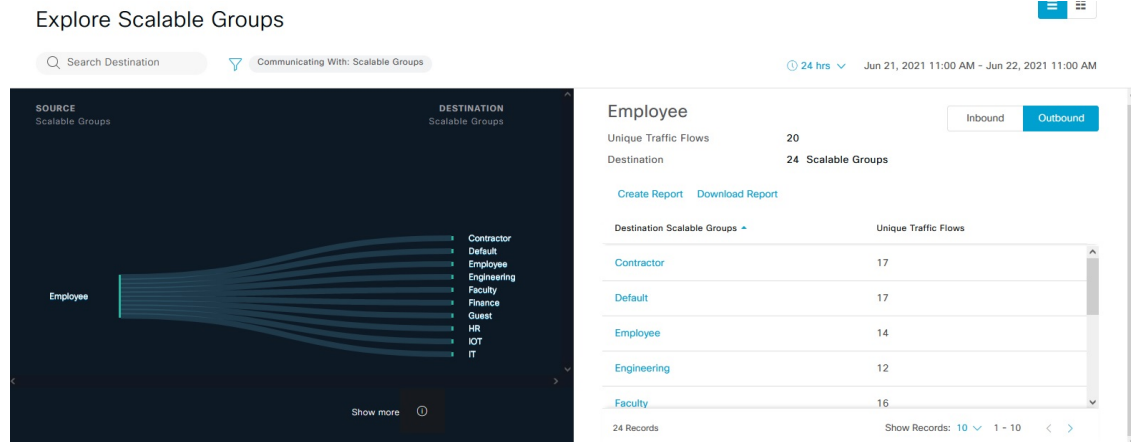 Explore Scalable Groups
Search Destination
Communicating With: Scalable Groups
24 hrs
Jun 21, 2021 11:00 AM - Jun 22, 2021 11:00 AM
SOURCE
Scalable Groups
DESTINATION
Scalable Groups
Employee
Contractor
Default
Employee
Engineering
Faculty
Finance
Guest
HR
IOT
IT
Show more
Employee
Inbound Outbound
Unique Traffic Flows 20
Destination 24 Scalable Groups
Create Report Download Report
Destination Scalable Groups Unique Traffic Flows
Contractor 17
Default 17
Employee 14
Engineering 12
Faculty 16
24 Records Show Records: 10 1 - 10